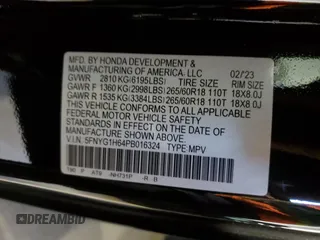 MFD. BY HONDA DEVELOPMENT &
MANUFACTURING OF AMERICA, LLC 02/23
GVWR 2810 KG(6195LBS) TIRE SIZE RIM SIZE
GAWR F 1360 KG(2998LBS) 265/60R18 110T 18X8.0J
GAWR R 1535 KG(3384LBS) 265/60R18 110T 18X8.0J
THIS VEHICLE CONFORMS TO ALL APPLICABLE
FEDERAL MOTOR VEHICLE SAFETY
STANDARDS IN EFFECT ON THE DATE OF
MANUFACTURE SHOWN ABOVE.
V.I.N.: 5FNYG1H64PB016324 TYPE MPV
NH731P R B
DREAMBID